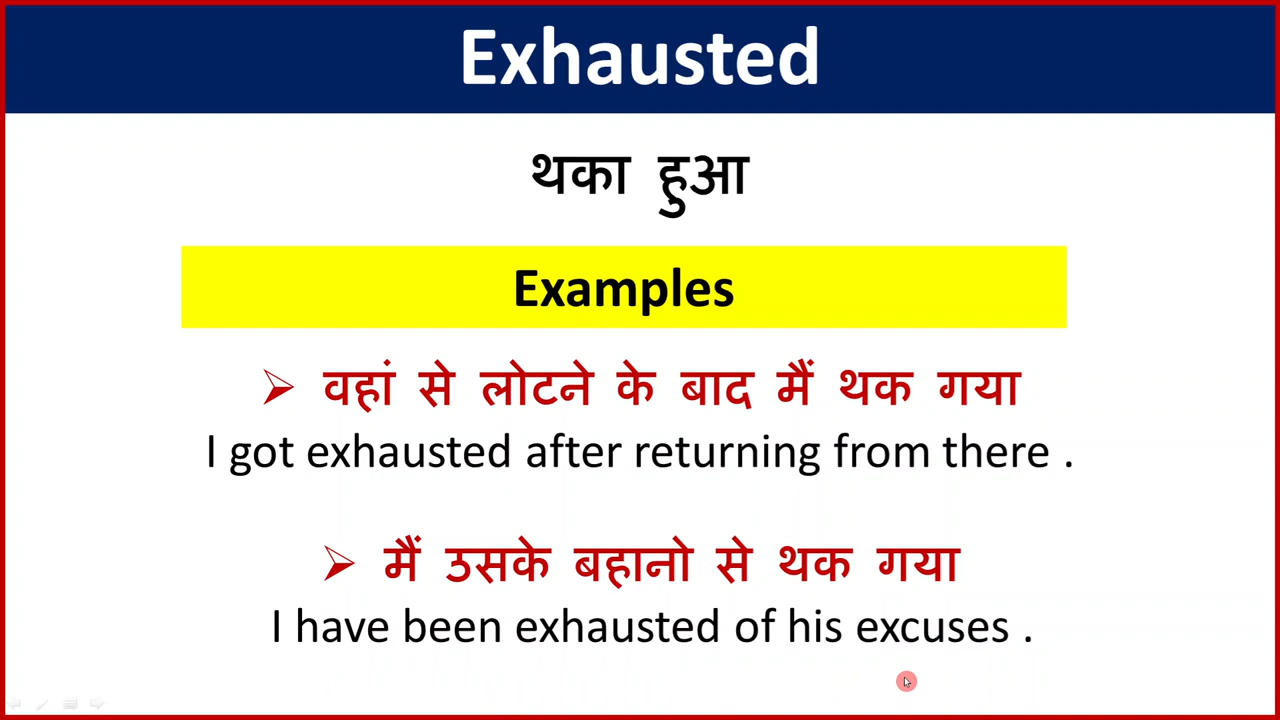 Exhausted
थका हुआ
Examples
➢ वहां से लोटने के बाद मैं थक गया
I got exhausted after returning from there .
➢ मैं उसके बहानो से थक गया
I have been exhausted of his excuses .